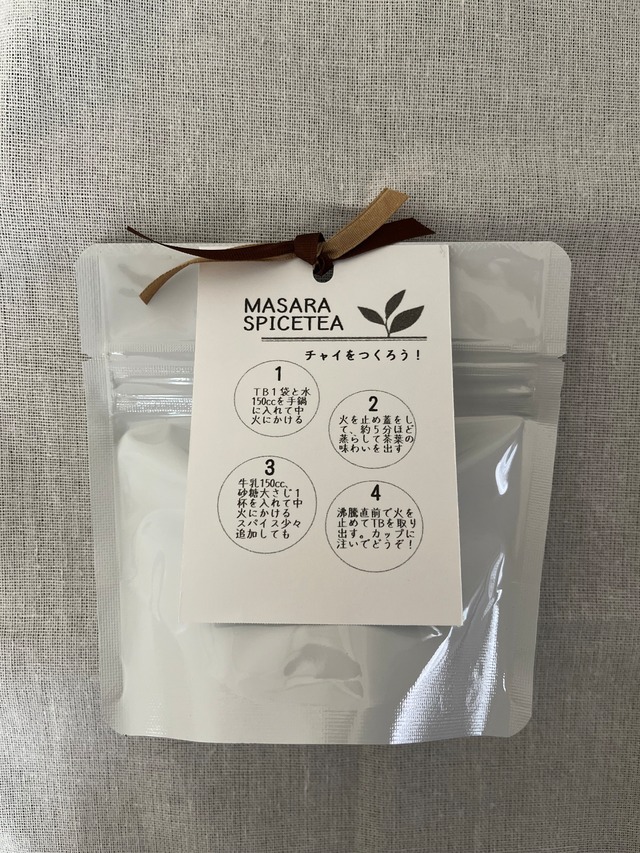 MASARA
SPICETEA
チャイをつくろう！
1
TB１袋と水
150ccを手鍋
に入れて中
火にかける
2
火を止め蓋をし
て、約５分ほど
蒸らして茶葉の
味わいを出す
3
牛乳150cc、
砂糖大さじ１
杯を入れて中
火にかける
スパイス少々
追加しても
4
沸騰直前で火を
止めてTBを取り
出す。カップに
注いでどうぞ！